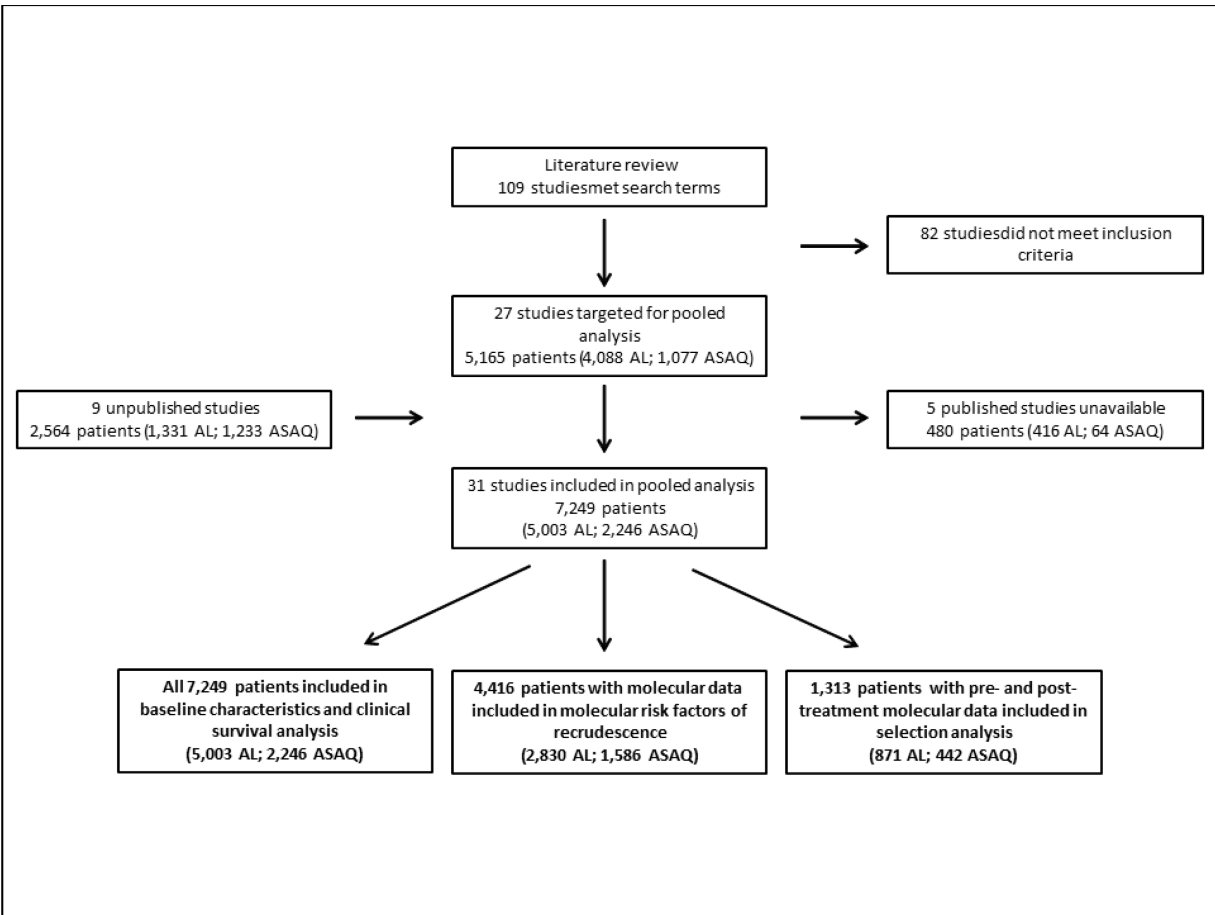 Literature review
109 studiesmet search terms
82 studiesdid not meet inclusion
criteria
27 studies targeted for pooled
analysis
5,165 patients (4,088 AL; 1,077 ASAQ)
9 unpublished studies
2,564 patients (1,331 AL; 1,233 ASAQ)
5 published studies unavailable
480 patients (416 AL; 64 ASAQ)
31 studies included in pooled analysis
7,249 patients
(5,003 AL; 2,246 ASAQ)
All 7,249 patients included in
baseline characteristics and clinical
survival analysis
(5,003 AL; 2,246 ASAQ)
4,416 patients with molecular data
included in molecular risk factors of
recrudescence
(2,830 AL; 1,586 ASAQ)
1,313 patients with pre- and post-
treatment molecular data included in
selection analysis
(871 AL; 442 ASAQ)